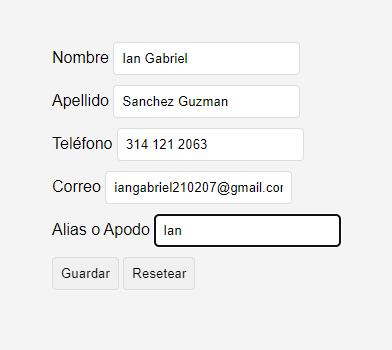 Nombre Ian Gabriel
Apellido Sanchez Guzman
Teléfono 314 121 2063
Correo iangabriel210207@gmail.cor
Alias o Apodo Ian
Guardar Resetear